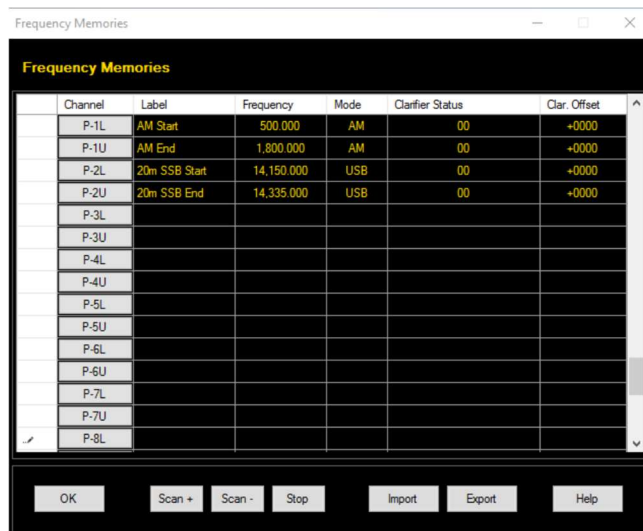 Frequency Memories
Frequency Memories
Channel Label Frequency Mode Clarifier Status Clar. Offset
P-1L AM Start 500.000 AM 00 +0000
P-1U AM End 1,800.000 AM 00 +0000
P-2L 20m SSB Start 14,150.000 USB 00 +0000
P-2U 20m SSB End 14,335.000 USB 00 +0000
P-3L
P-3U
P-4L
P-4U
P-5L
P-5U
P-6L
P-6U
P-7L
P-7U
P-8L
OK Scan + Scan - Stop Import Export Help